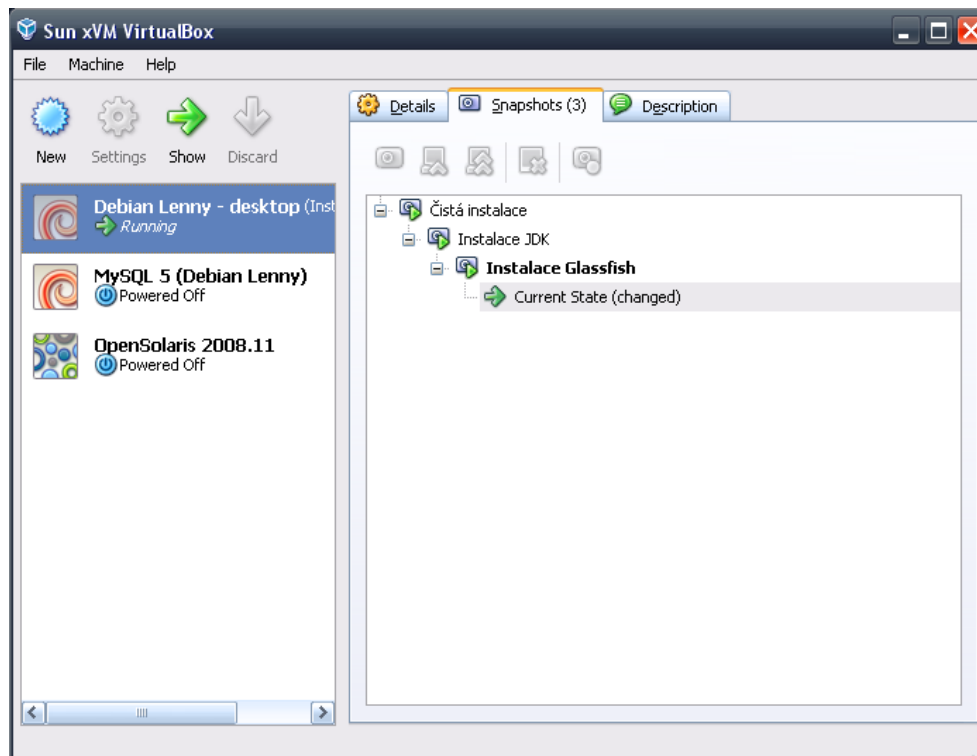 Sun xVM VirtualBox
File Machine Help
New Settings Show Discard
Details Snapshots (3) Description
Debian Lenny - desktop (Inst
Running
MySQL 5 (Debian Lenny)
Powered Off
OpenSolaris 2008.11
Powered Off
Čistá instalace
Instalace JDK
Instalace Glassfish
Current State (changed)